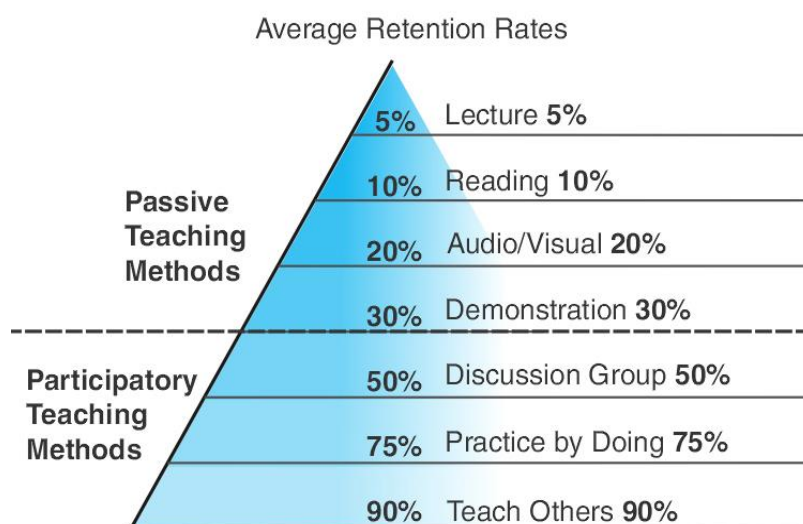 Average Retention Rates
5% Lecture 5%
10% Reading 10%
Passive
Teaching
Methods
20% Audio/Visual 20%
30% Demonstration 30%
Participatory
Teaching
Methods
50% Discussion Group 50%
75% Practice by Doing 75%
90% Teach Others 90%